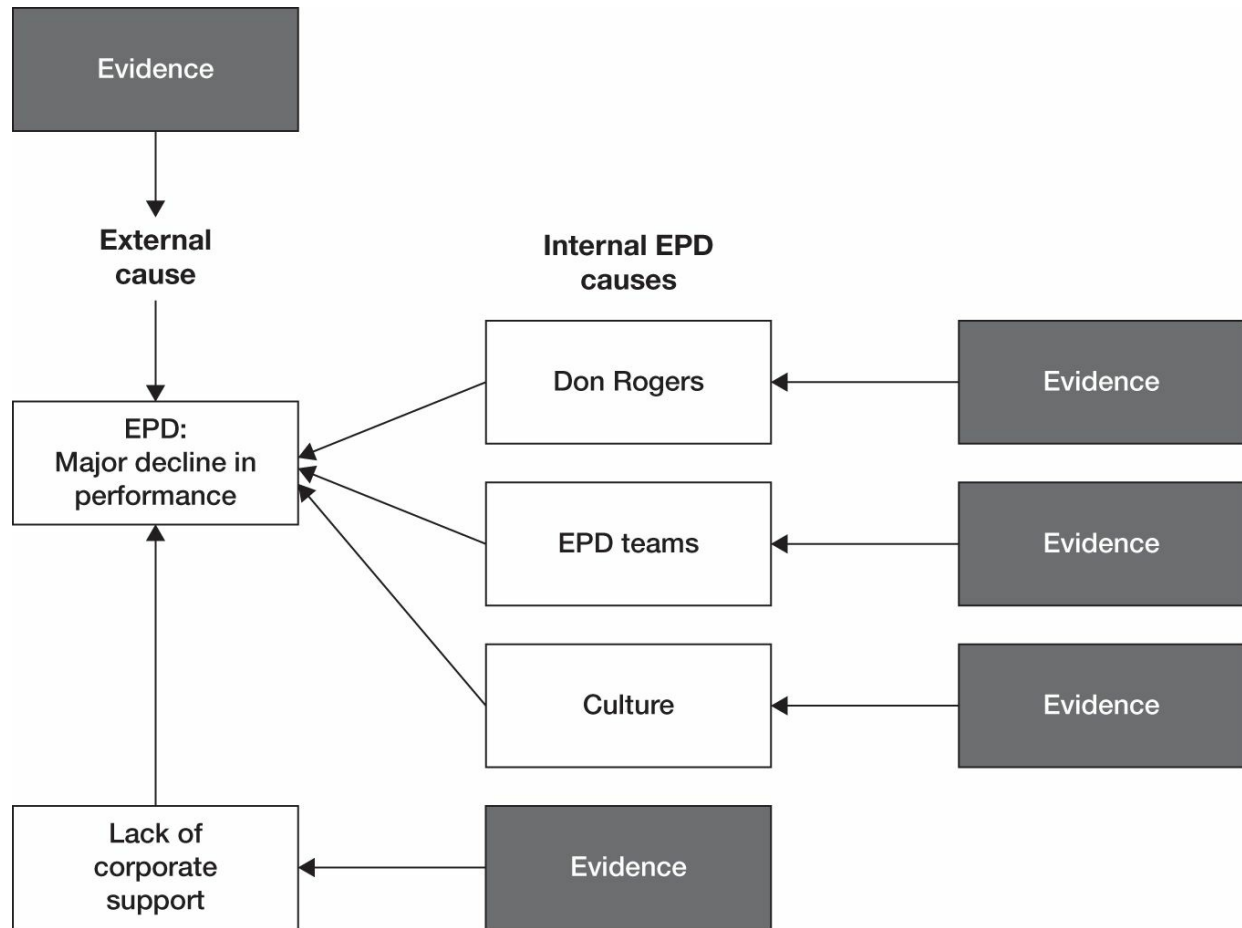 Evidence
External
cause
Internal EPD
causes
Don Rogers
Evidence
EPD:
Major decline in
performance
EPD teams
Evidence
Culture
Evidence
Lack of
corporate
support
Evidence